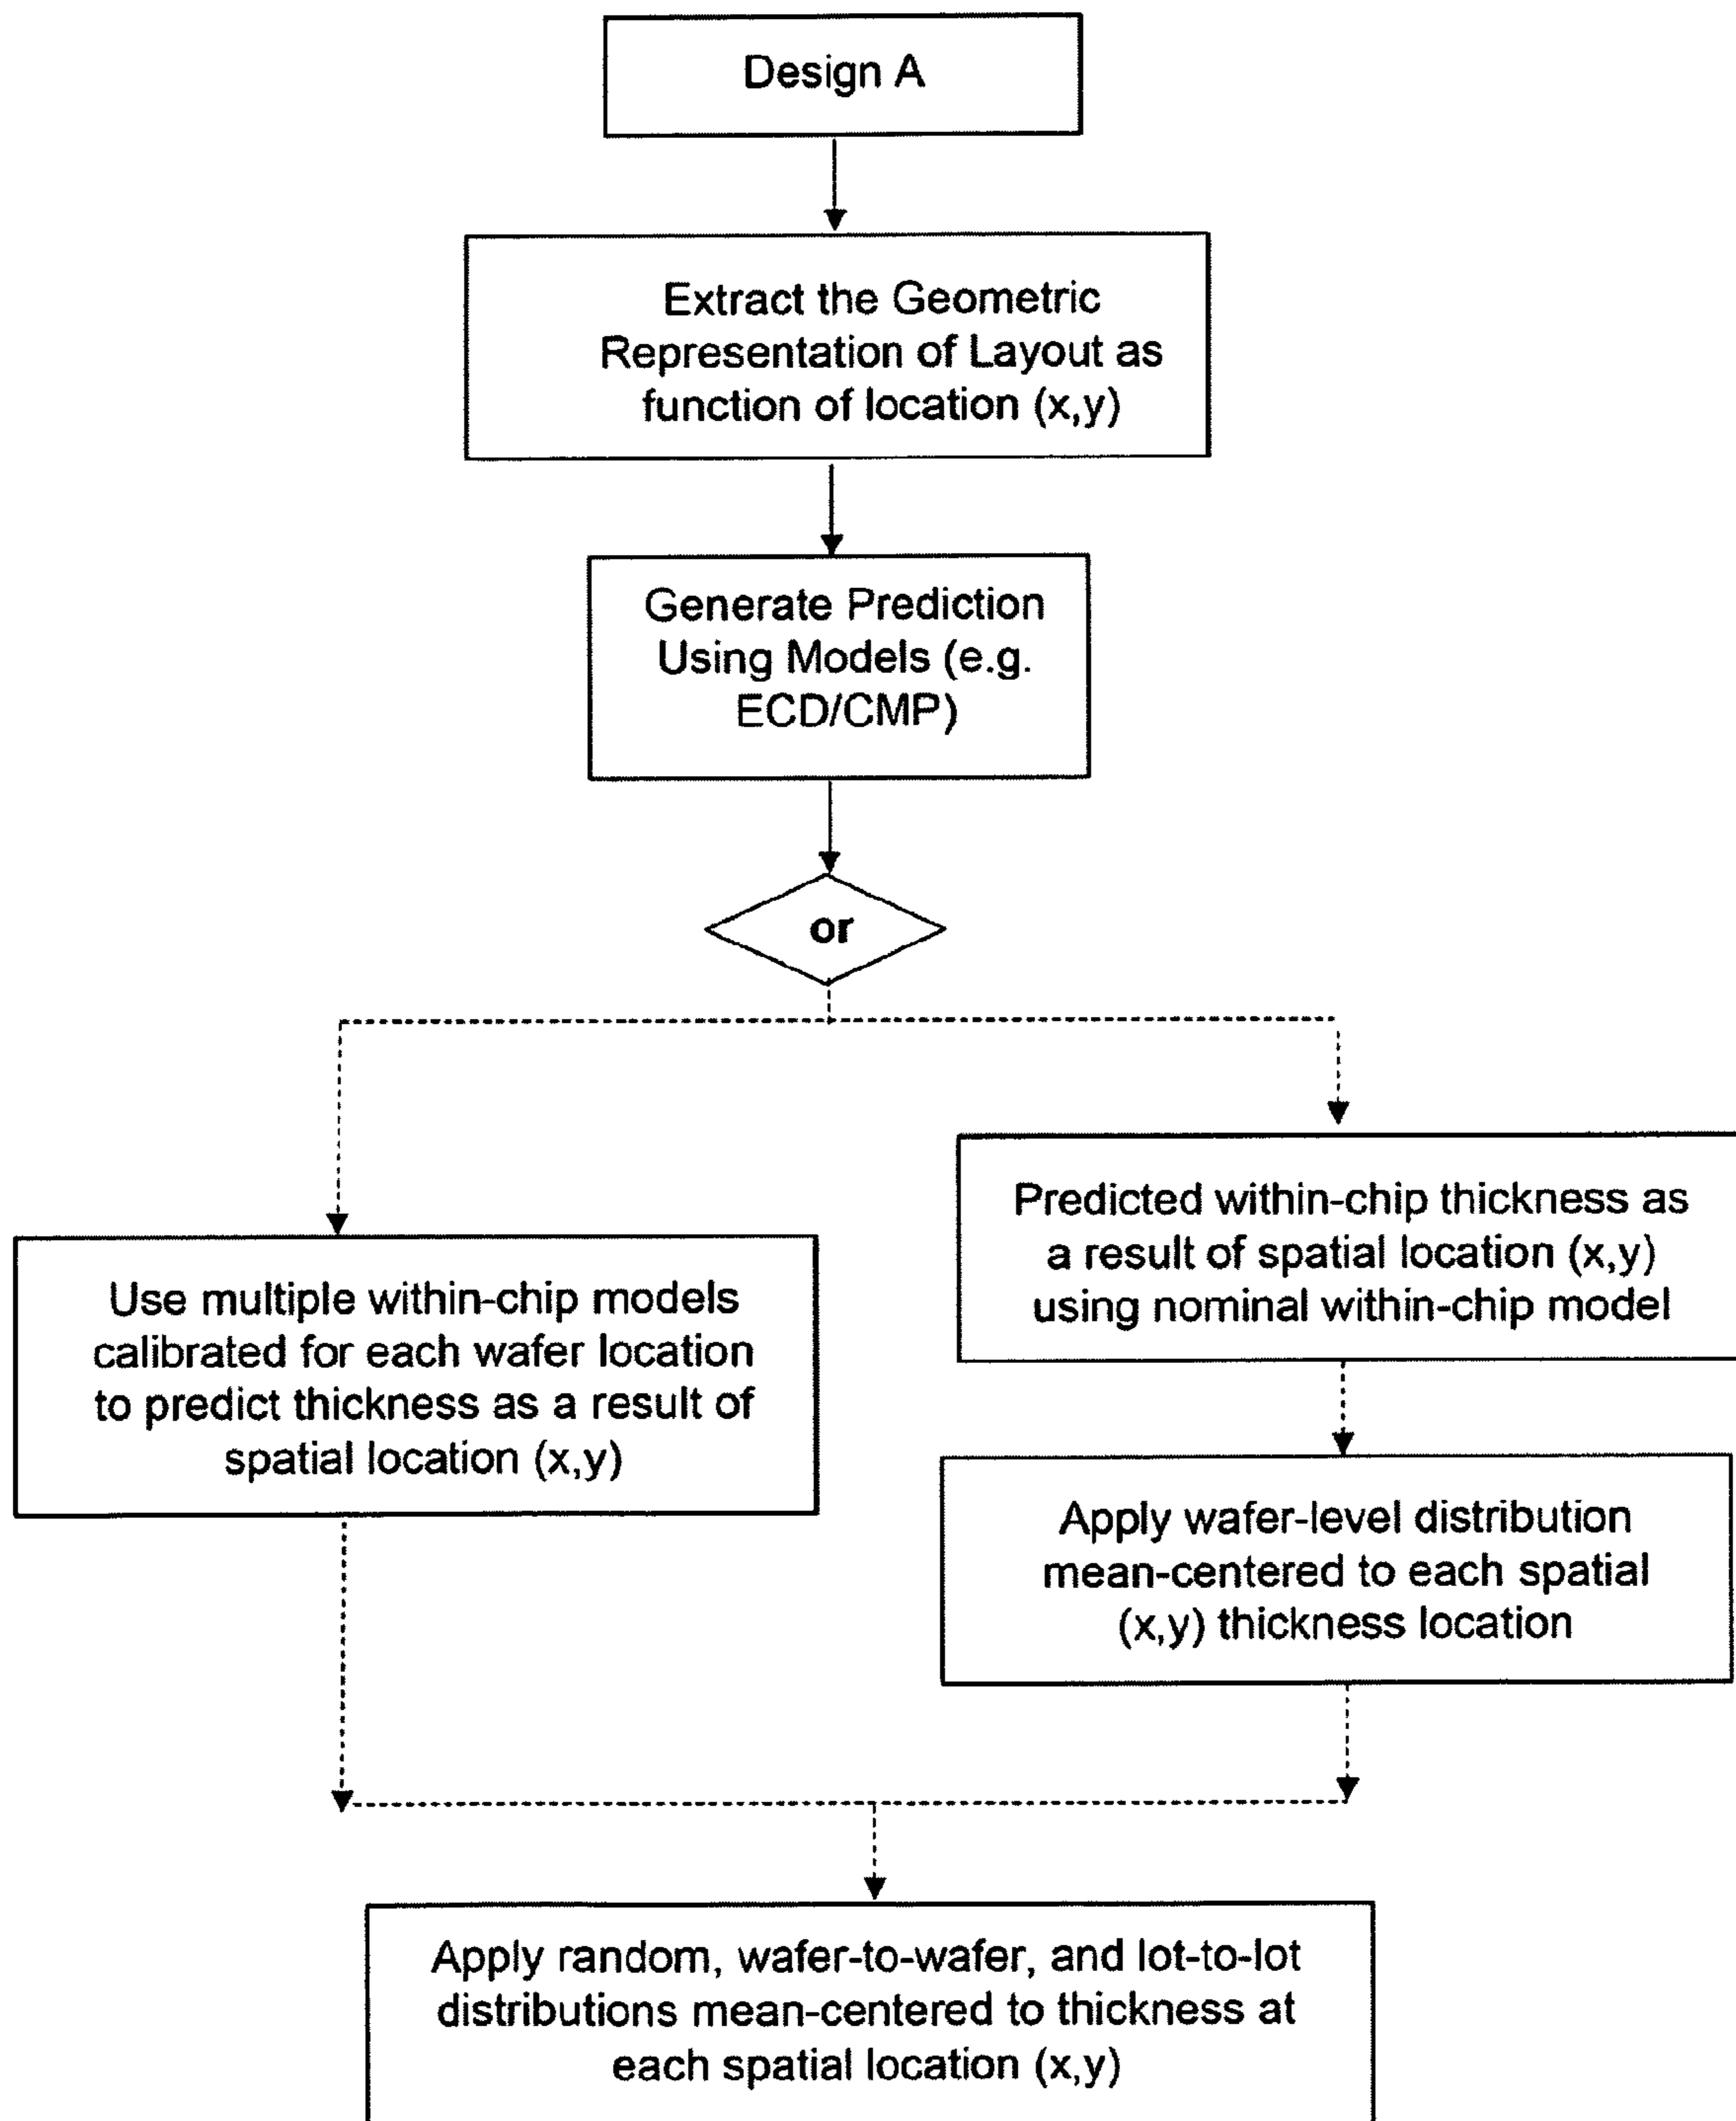 Design A
Extract the Geometric
Representation of Layout as
function of location (x,y)
Generate Prediction
Using Models (e.g.
ECD/CMP)
or
Use multiple within-chip models
calibrated for each wafer location
to predict thickness as a result of
spatial location (x,y)
Predicted within-chip thickness as
a result of spatial location (x,y)
using nominal within-chip model
Apply wafer-level distribution
mean-centered to each spatial
(x,y) thickness location
Apply random, wafer-to-wafer, and lot-to-lot
distributions mean-centered to thickness at
each spatial location (x,y)